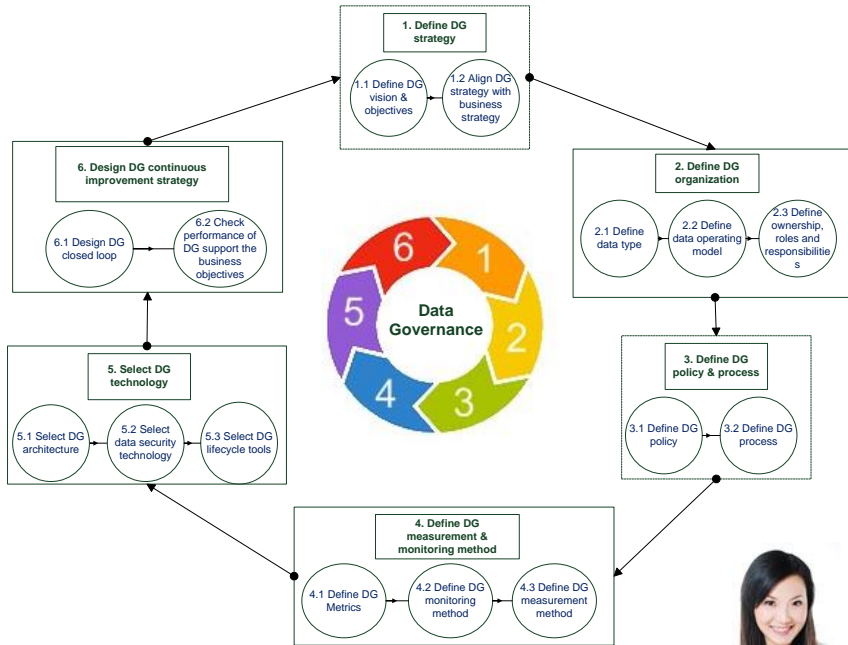 1. Define DG
strategy
1.1 Define DG
vision &
objectives
1.2 Align DG
strategy with
business
strategy
2. Define DG
organization
2.1 Define
data type
2.2 Define
data operating
model
2.3 Define
ownership,
roles and
responsibilitie
s
3. Define DG
policy & process
3.1 Define DG
policy
3.2 Define DG
process
4. Define DG
measurement &
monitoring method
4.1 Define DG
Metrics
4.2 Define DG
monitoring
method
4.3 Define DG
measurement
method
5. Select DG
technology
5.1 Select DG
architecture
5.2 Select
data security
technology
5.3 Select DG
lifecycle tools
6. Design DG continuous
improvement strategy
6.1 Design DG
closed loop
6.2 Check
performance of
DG support the
business
objectives
Data
Governance
1
2
3
4
5
6